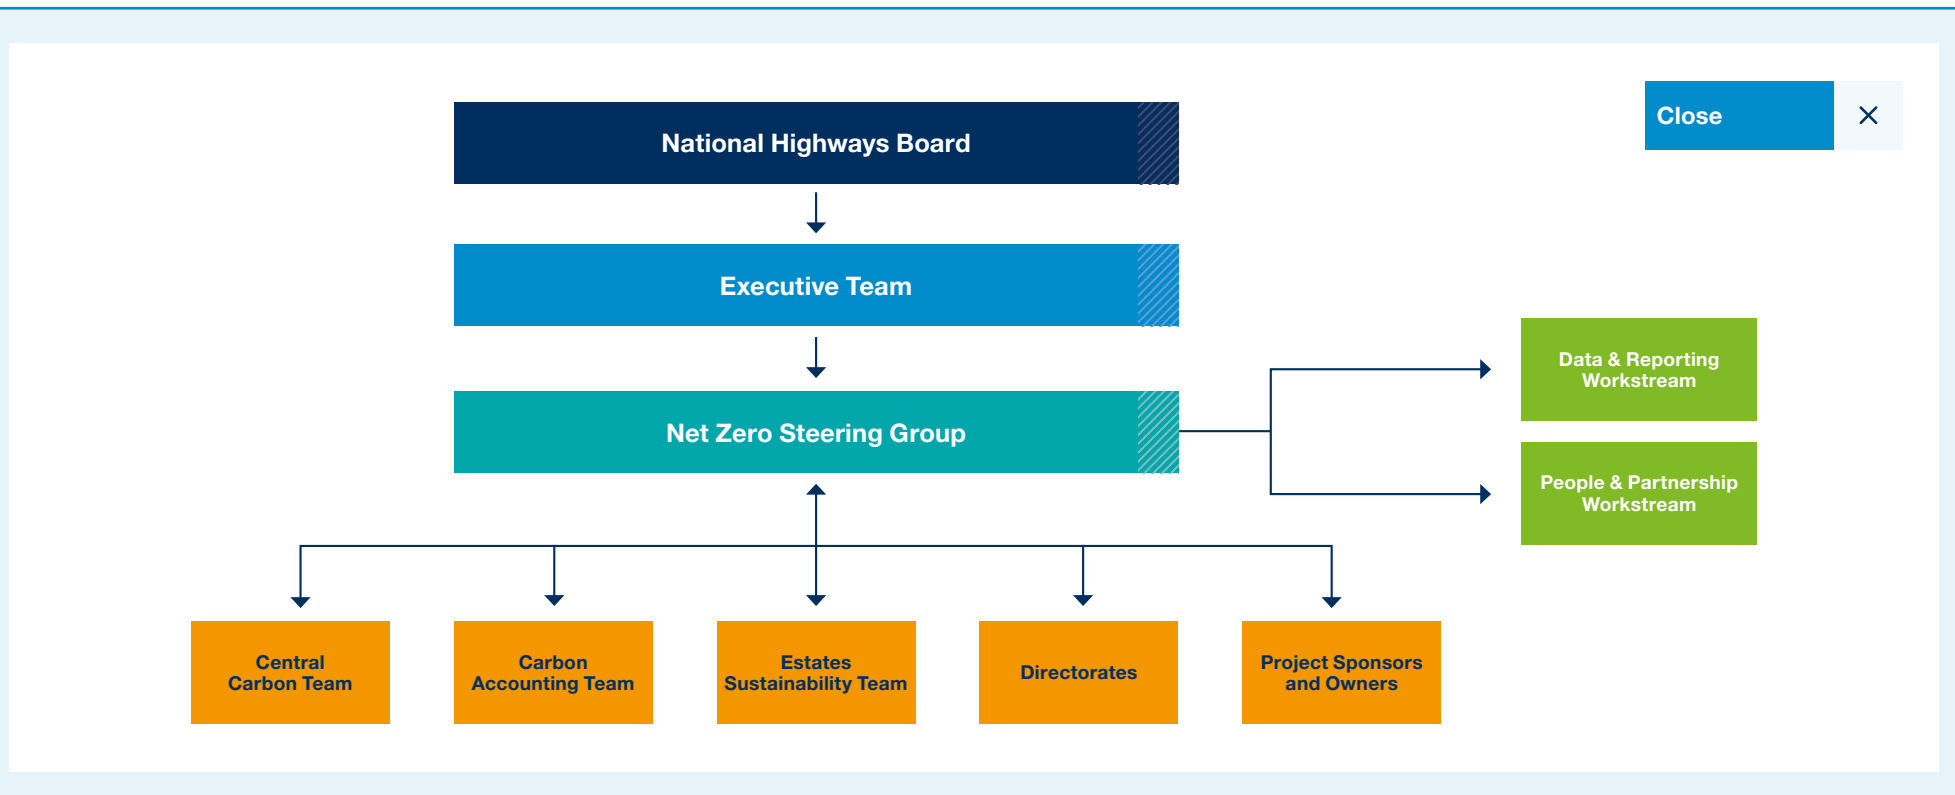 National Highways Board
Close
Executive Team
Data & Reporting
Workstream
Net Zero Steering Group
People & Partnership
Workstream
Central
Carbon Team
Carbon
Accounting Team
Estates
Sustainability Team
Directorates
Project Sponsors
and Owners